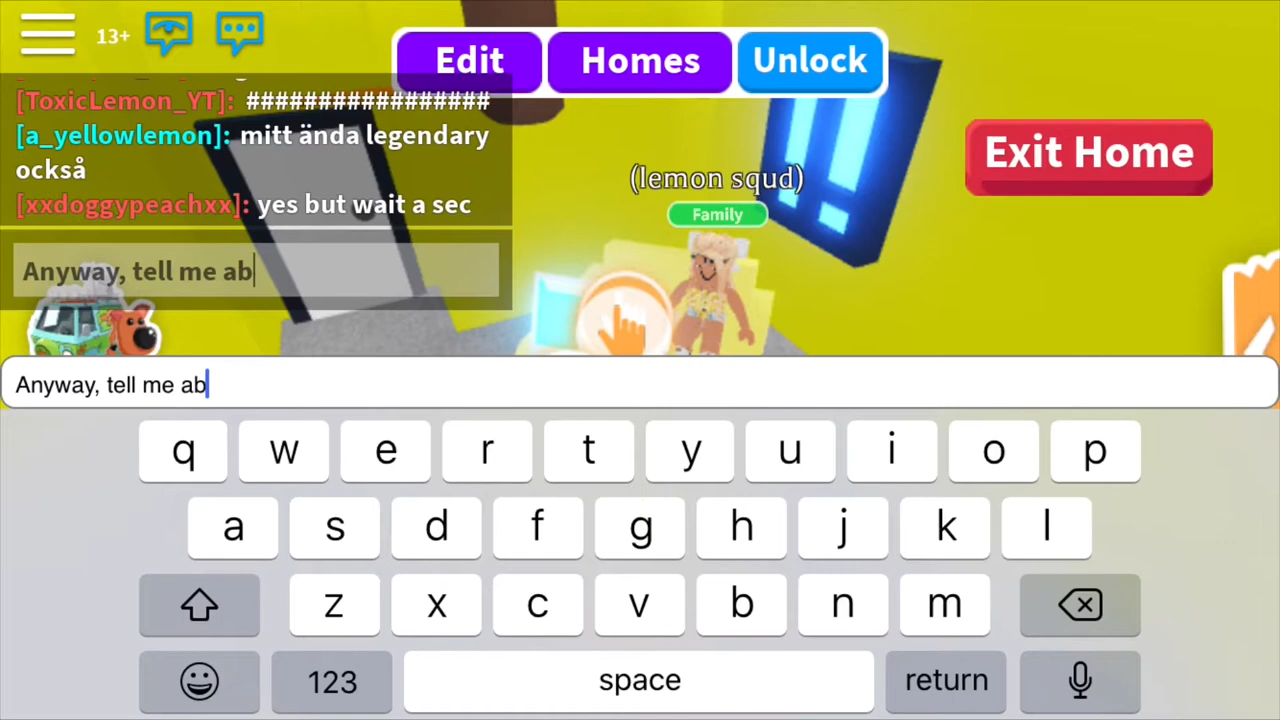 13+
Edit
Homes
Unlock
[ToxicLemon_YT]: ################
[a_yellowlemon]: mitt ända legendary
också
[xxdoggypeachxx]: yes but wait a sec
Anyway, tell me ab
Exit Home
(lemon squd)
Family
Anyway, tell me ab
q w e r t y u i o p
a s d f g h j k l
z x c v b n m
123
space
return